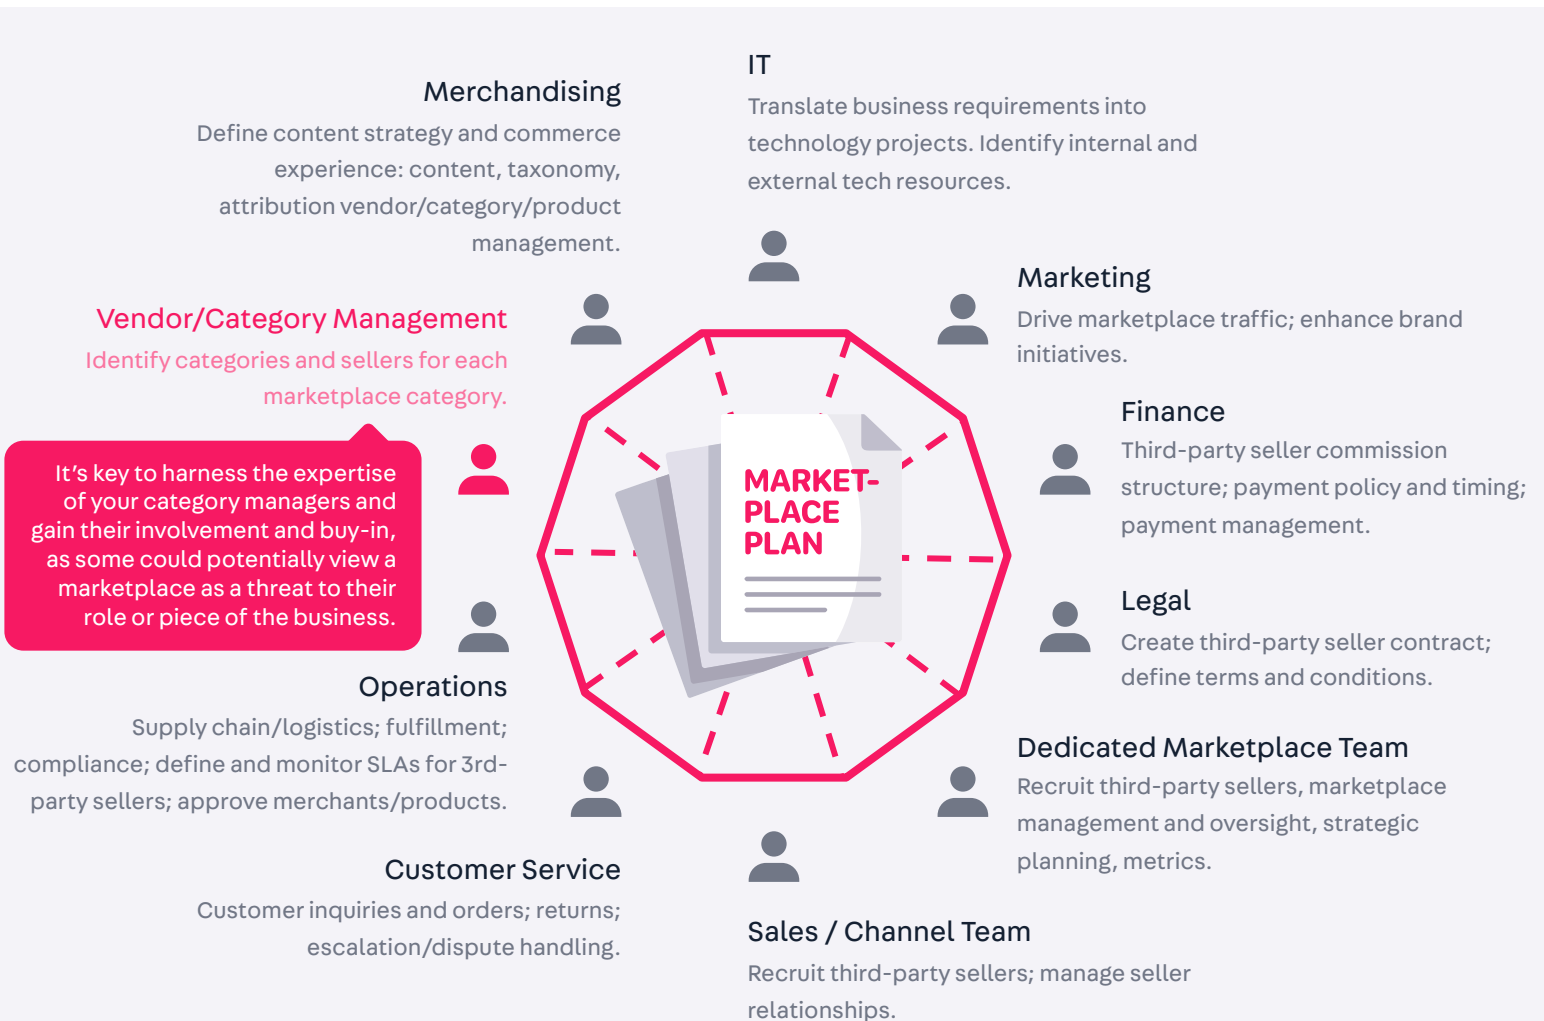 IT
Translate business requirements into
technology projects. Identify internal and
external tech resources.
Merchandising
Define content strategy and commerce
experience: content, taxonomy,
attribution vendor/category/product
management.
Marketing
Drive marketplace traffic; enhance brand
initiatives.
Vendor/Category Management
Identify categories and sellers for each
marketplace category.
It’s key to harness the expertise
of your category managers and
gain their involvement and buy-in,
as some could potentially view a
marketplace as a threat to their
role or piece of the business.
MARKET-
PLACE
PLAN
Finance
Third-party seller commission
structure; payment policy and timing;
payment management.
Legal
Create third-party seller contract;
define terms and conditions.
Operations
Supply chain/logistics; fulfillment;
compliance; define and monitor SLAs for 3rd-
party sellers; approve merchants/products.
Dedicated Marketplace Team
Recruit third-party sellers, marketplace
management and oversight, strategic
planning, metrics.
Customer Service
Customer inquiries and orders; returns;
escalation/dispute handling.
Sales / Channel Team
Recruit third-party sellers; manage seller
relationships.